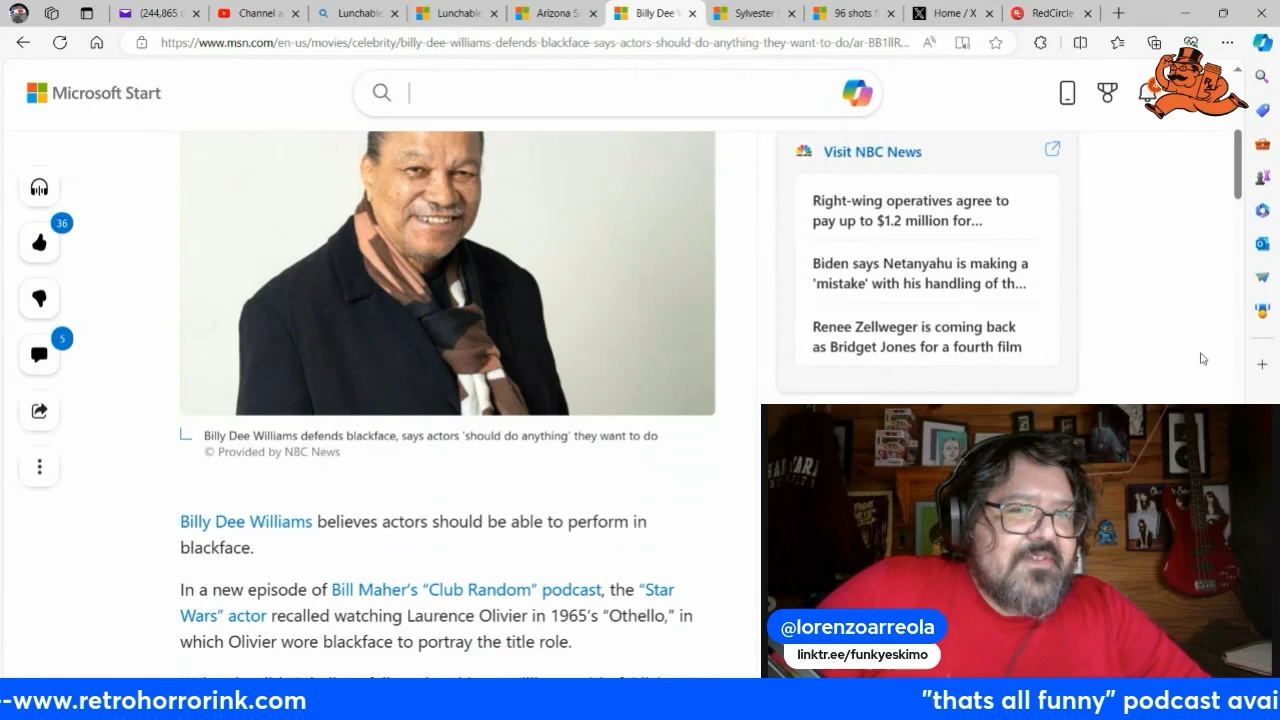 (244,865 u
Channel a
Lunchable
Lunchable
Arizona S
Billy Dee V
Sylvester S
96 shots fi
Home / X
RedCircle
https://www.msn.com/en-us/movies/celebrity/billy-dee-williams-defends-blackface-says-actors-should-do-anything-they-want-to/ar-BB1lIR...
Microsoft Start
36
5
Visit NBC News
Right-wing operatives agree to
pay up to $1.2 million for...
Biden says Netanyahu is making a
'mistake' with his handling of th...
Renee Zellweger is coming back
as Bridget Jones for a fourth film
Billy Dee Williams defends blackface, says actors 'should do anything' they want to do
© Provided by NBC News
Billy Dee Williams believes actors should be able to perform in
blackface.
In a new episode of Bill Maher's “Club Random” podcast, the “Star
Wars” actor recalled watching Laurence Olivier in 1965's “Othello,” in
which Olivier wore blackface to portray the title role.
@lorenzoarreola
linktr.ee/funkyeskimo
-www.retrohorrorink.com
"thats all funny" podcast avai